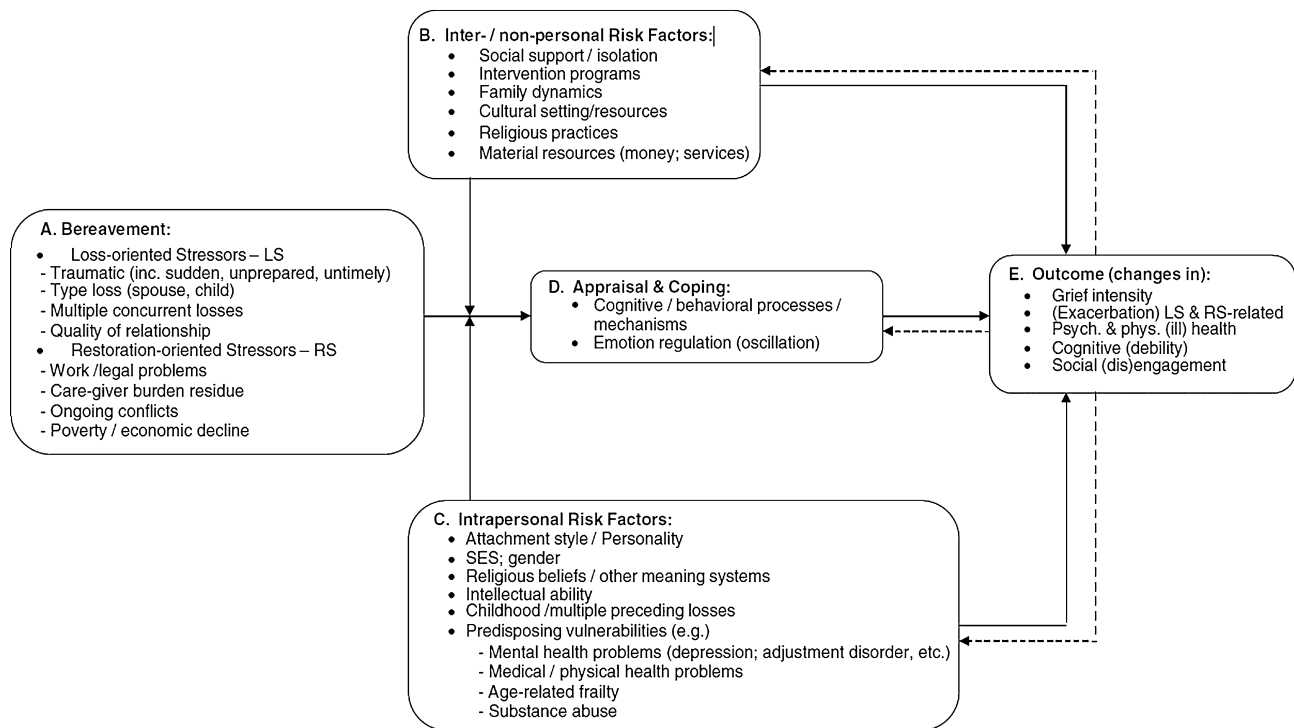 B. Inter- / non-personal Risk Factors:
• Social support / isolation
• Intervention programs
• Family dynamics
• Cultural setting/resources
• Religious practices
• Material resources (money; services)
A. Bereavement:
• Loss-oriented Stressors – LS
- Traumatic (inc. sudden, unprepared, untimely)
- Type loss (spouse, child)
- Multiple concurrent losses
- Quality of relationship
• Restoration-oriented Stressors – RS
- Work /legal problems
- Care-giver burden residue
- Ongoing conflicts
- Poverty / economic decline
D. Appraisal & Coping:
• Cognitive / behavioral processes /
mechanisms
• Emotion regulation (oscillation)
E. Outcome (changes in):
• Grief intensity
• (Exacerbation) LS & RS-related
• Psych. & phys. (ill) health
• Cognitive (debility)
• Social (dis)engagement
C. Intrapersonal Risk Factors:
• Attachment style / Personality
• SES; gender
• Religious beliefs / other meaning systems
• Intellectual ability
• Childhood /multiple preceding losses
• Predisposing vulnerabilities (e.g.)
- Mental health problems (depression; adjustment disorder, etc.)
- Medical / physical health problems
- Age-related frailty
- Substance abuse